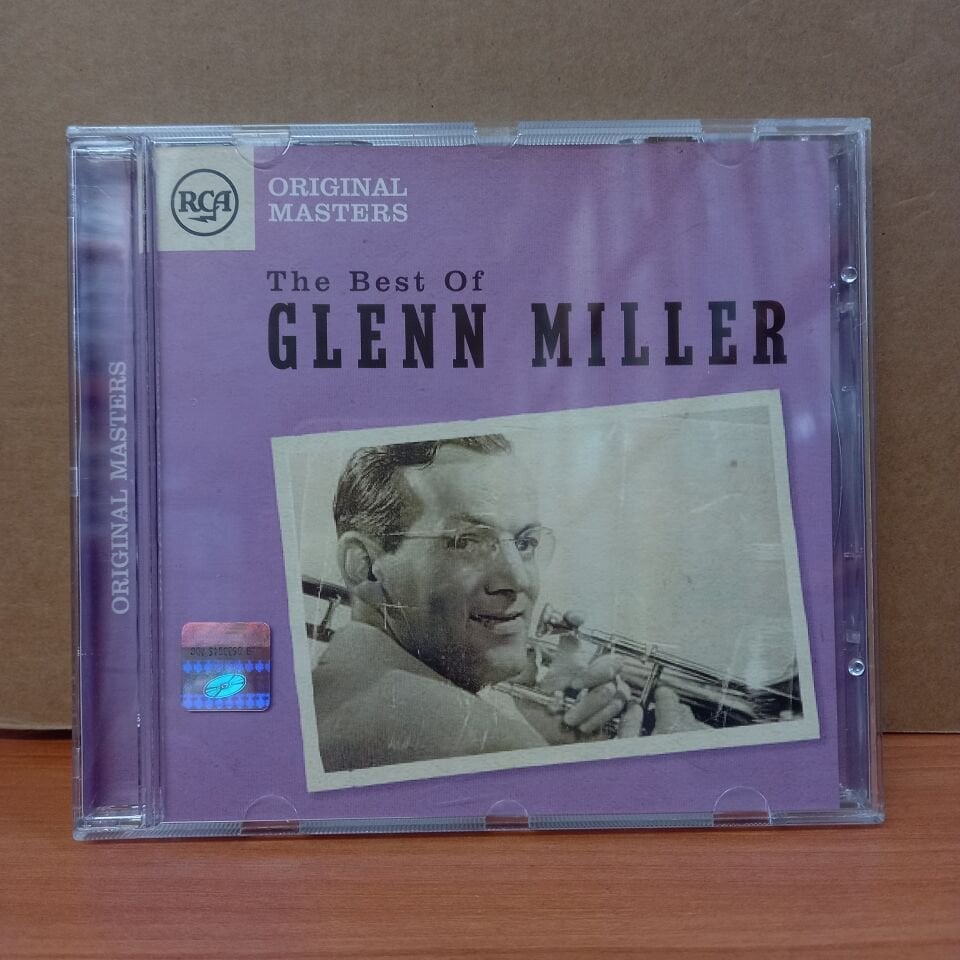 RCA
ORIGINAL
MASTERS
The Best Of
GLENN MILLER
ORIGINAL MASTERS